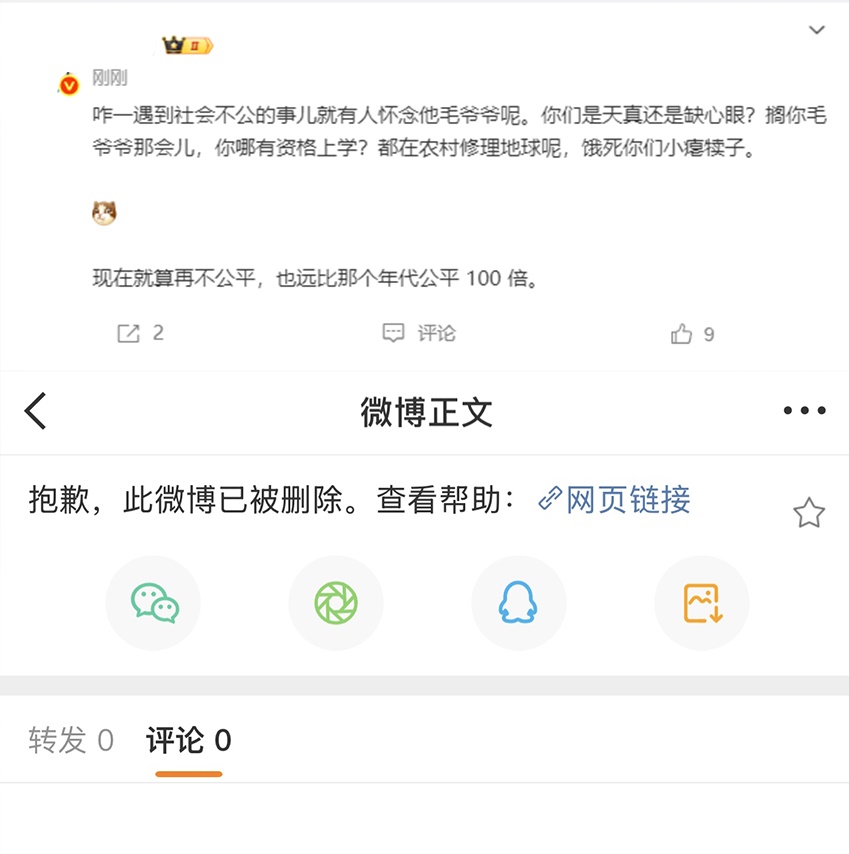 II
刚刚
咋一遇到社会不公的事儿就有人怀念他毛爷爷呢。你们是天真还是缺心眼？搁你毛
爷爷那会儿，你哪有资格上学？都在农村修理地球呢，饿死你们小瘪犊子。
现在就算再不公平，也远比那个年代公平 100 倍。
2
评论
9
微博正文
抱歉，此微博已被删除。查看帮助：网页链接
转发 0 评论 0